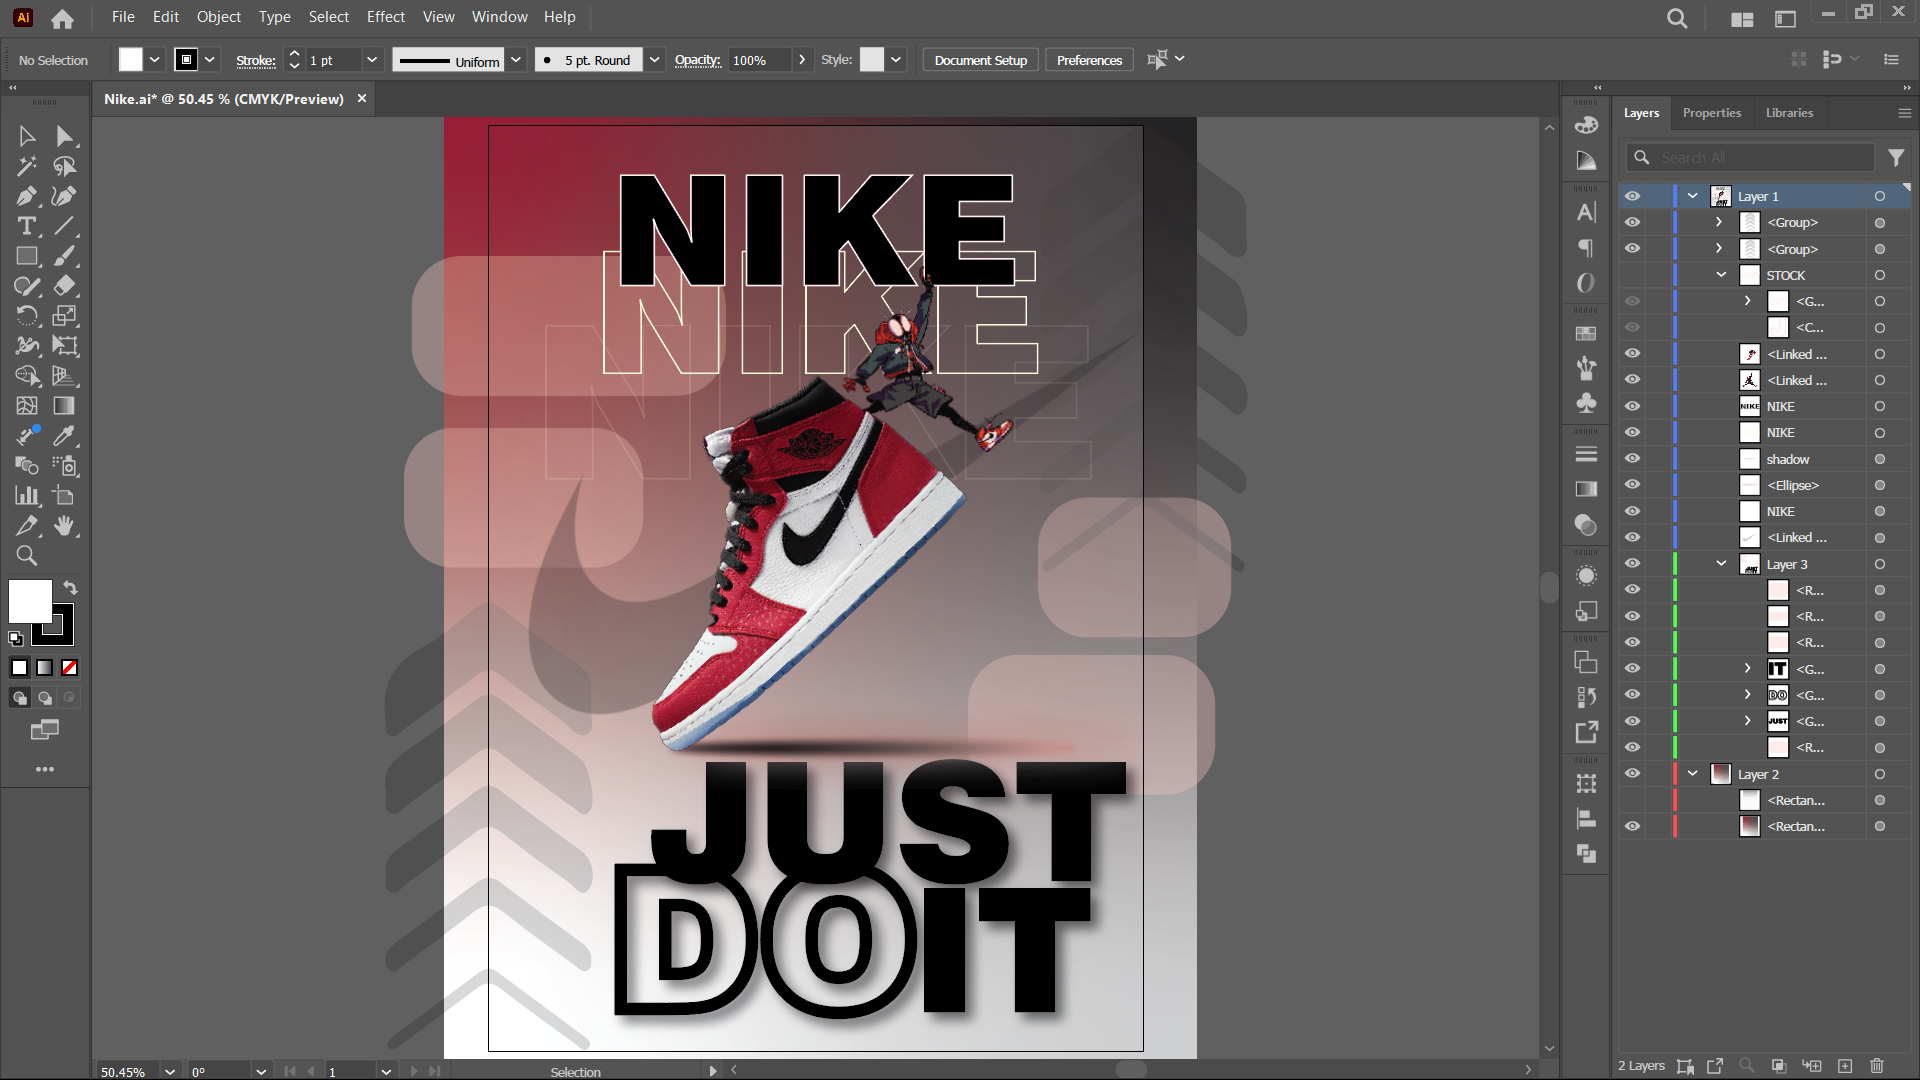 Ai File Edit Object Type Select Effect View Window Help
No Selection Stroke: 1 pt Uniform 5 pt. Round Opacity: 100% Style: Document Setup Preferences
Nike.ai* @ 50.45 % (CMYK/Preview)
NIKE
NIKE
NIKE
JUST
DO IT
50.45% 0° 1 Selection
Layers Properties Libraries
Search All
Layer 1
<Group>
<Group>
STOCK
<G...
<C...
<Linked ...
<Linked ...
NIKE
NIKE
shadow
<Ellipse>
NIKE
<Linked ...
Layer 3
<R...
<R...
<R...
IT <G...
DO <G...
JUST <G...
<R...
Layer 2
<Rectan...
<Rectan...
2 Layers